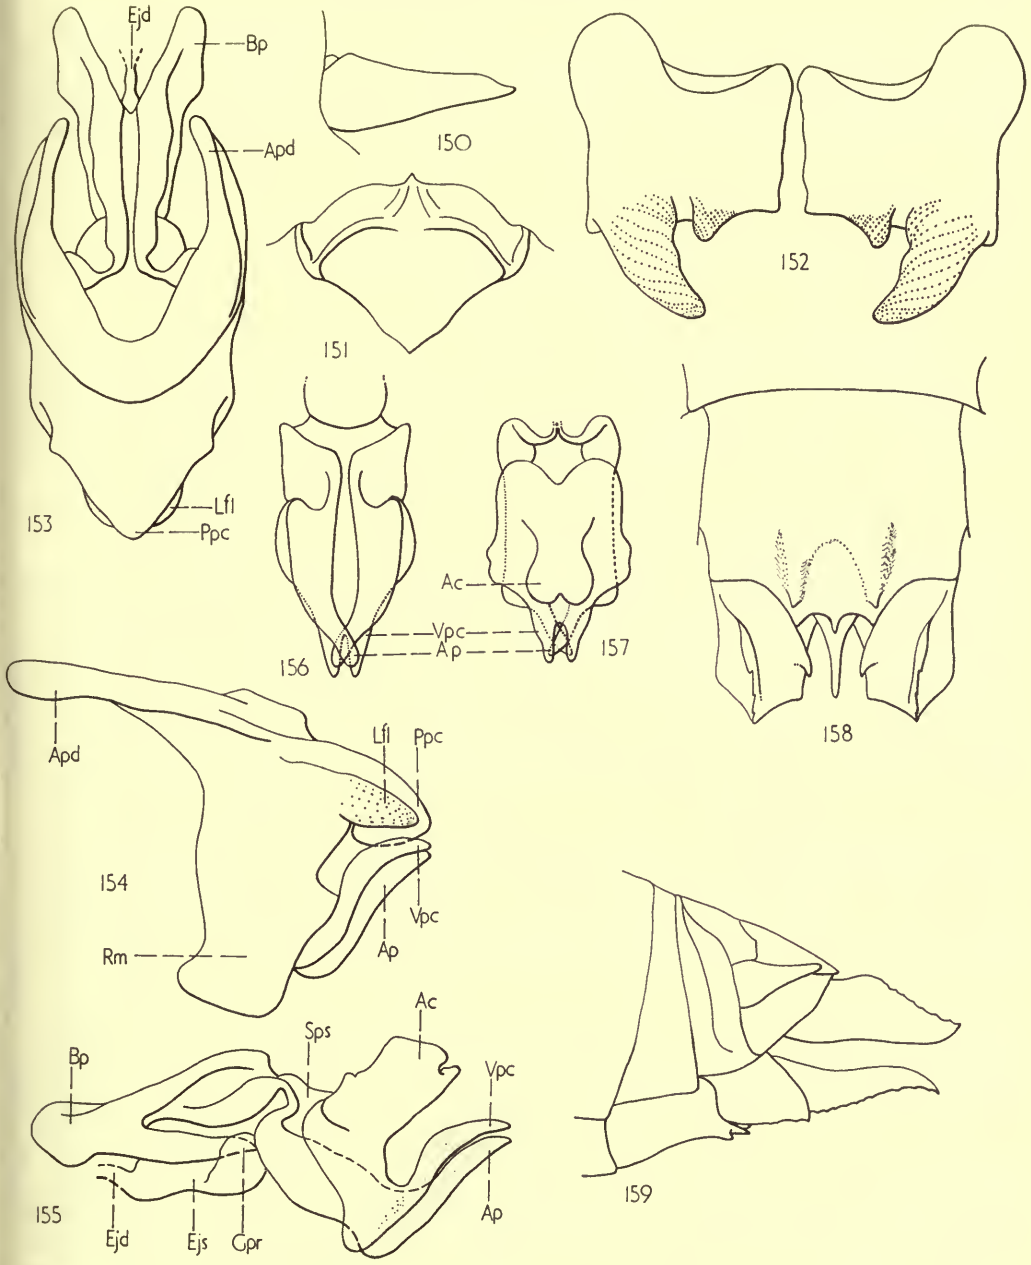 Ejd
Bp
Apd
150
152
151
Lfl
Ppc
153
Ac
Vpc
Ap
156
157
158
Apd
Lfl
Ppc
154
Vpc
Ap
Rm
Ac
Sps
Bp
Vpc
155
Ejd
Ejs
Gpr
Ap
159